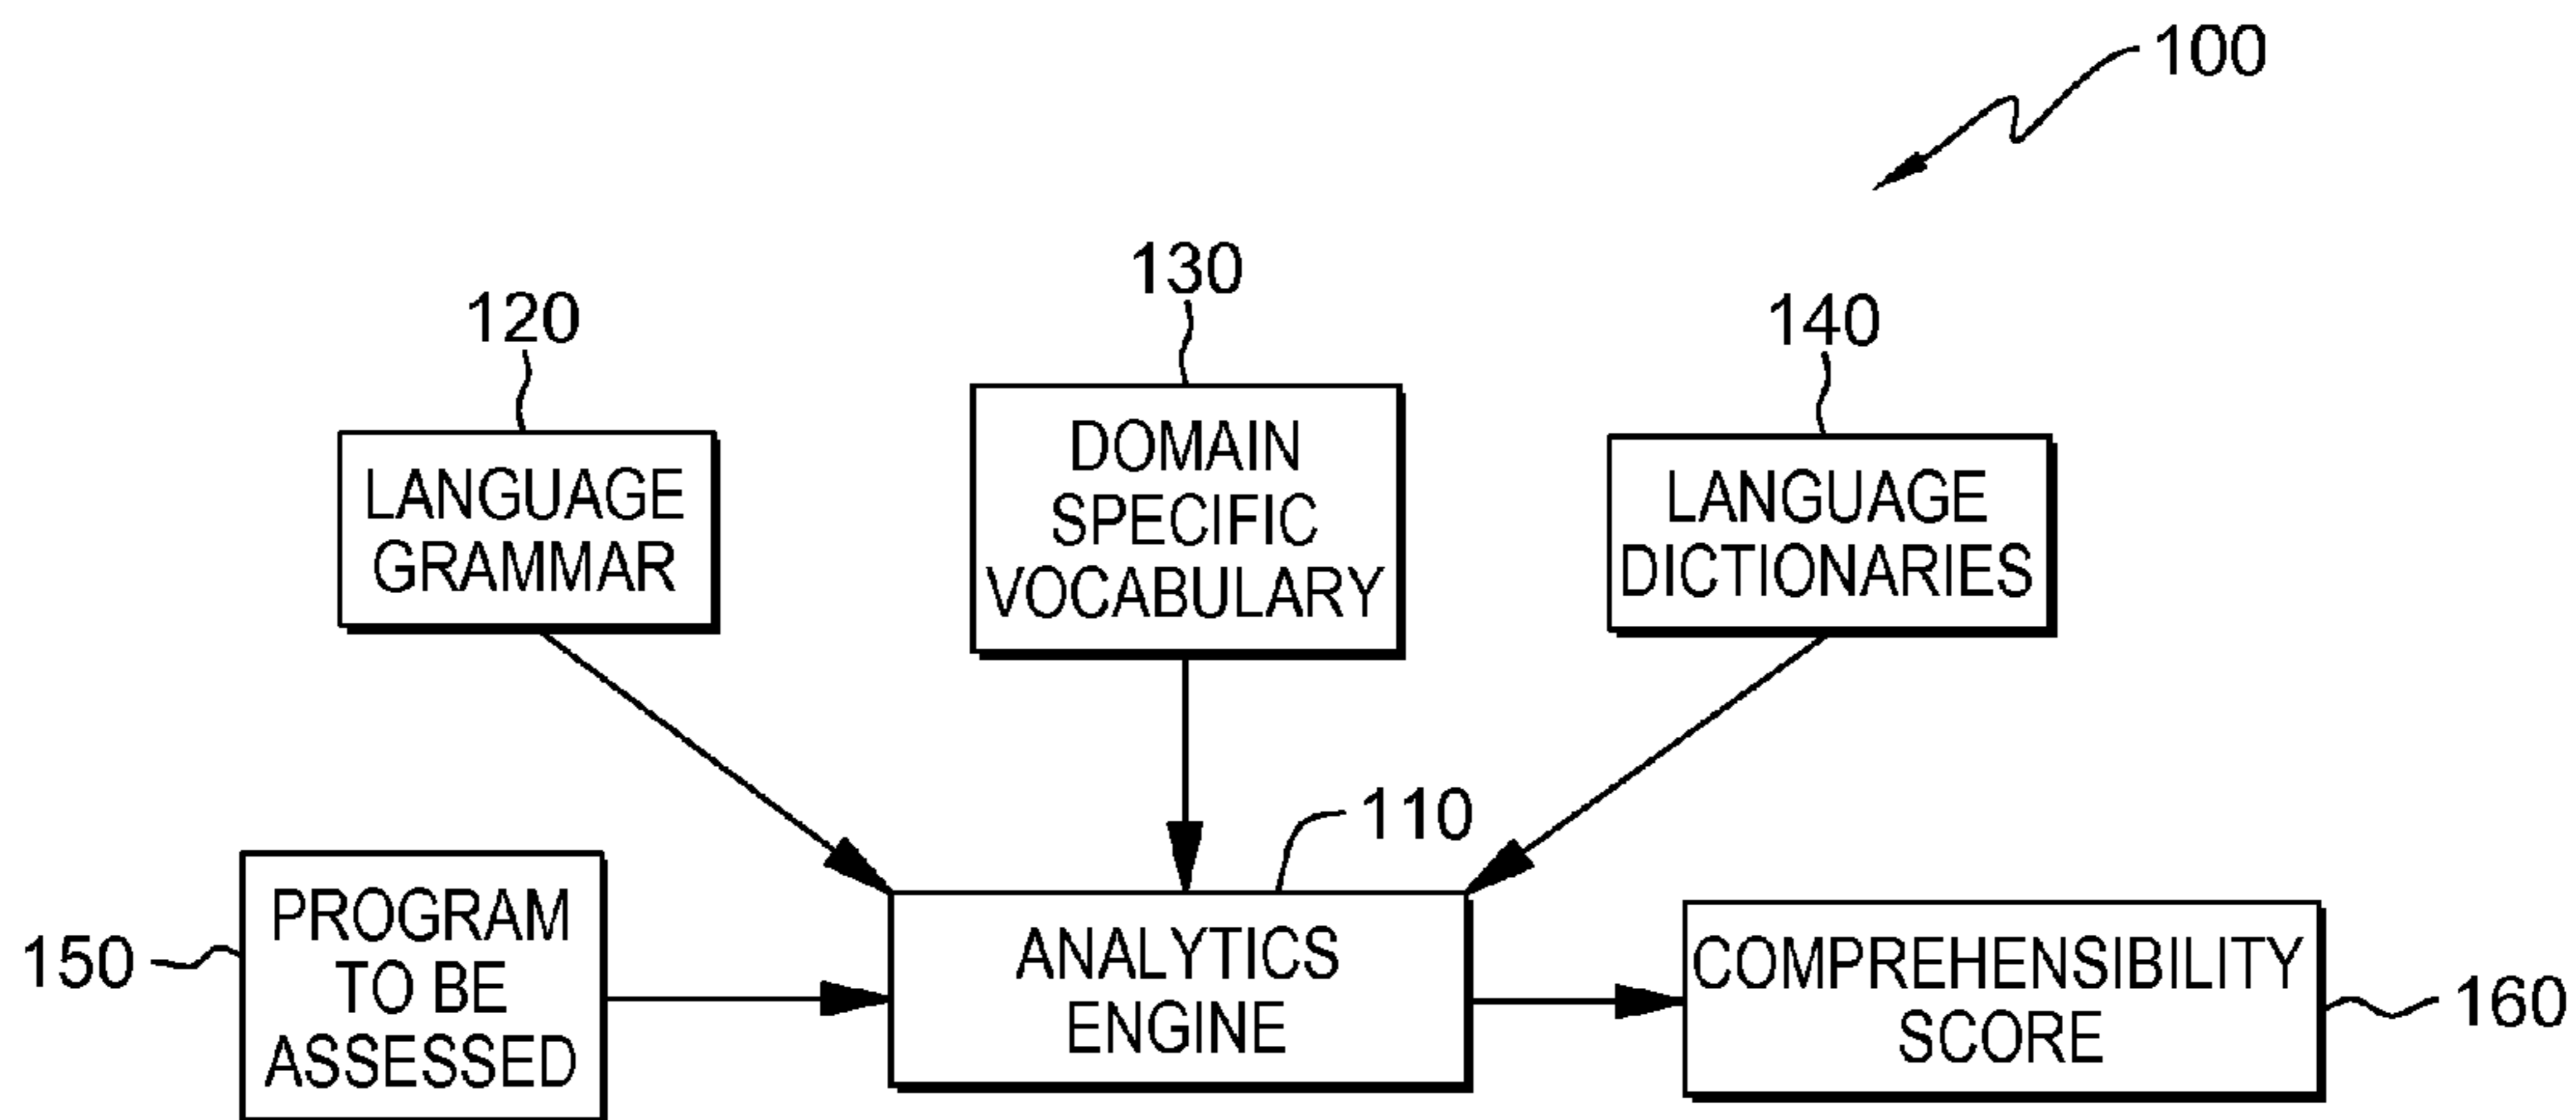 100
120
LANGUAGE
GRAMMAR
130
DOMAIN
SPECIFIC
VOCABULARY
140
LANGUAGE
DICTIONARIES
150
PROGRAM
TO BE
ASSESSED
110
ANALYTICS
ENGINE
COMPREHENSIBILITY
SCORE
160